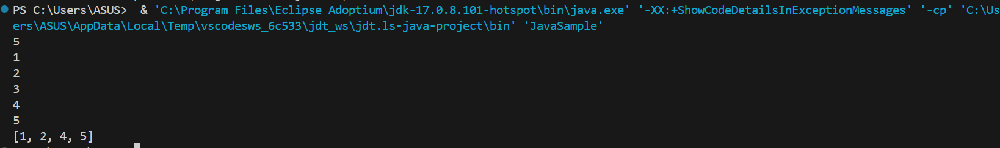 PS C:\Users\ASUS>  & 'C:\Program Files\Eclipse Adoptium\jdk-17.0.8.101-hotspot\bin\java.exe' '-XX:+ShowCodeDetailsInExceptionMessages' '-cp' 'C:\Us
ers\ASUS\AppData\Local\Temp\vscodesws_6c533\jdt_ws\jdt.ls-java-project\bin' 'JavaSample'
5
1
2
3
4
5
[1, 2, 4, 5]